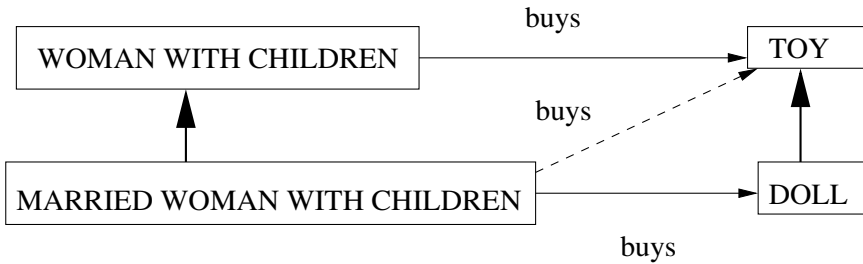 buys
WOMAN WITH CHILDREN
TOY
buys
MARRIED WOMAN WITH CHILDREN
DOLL
buys